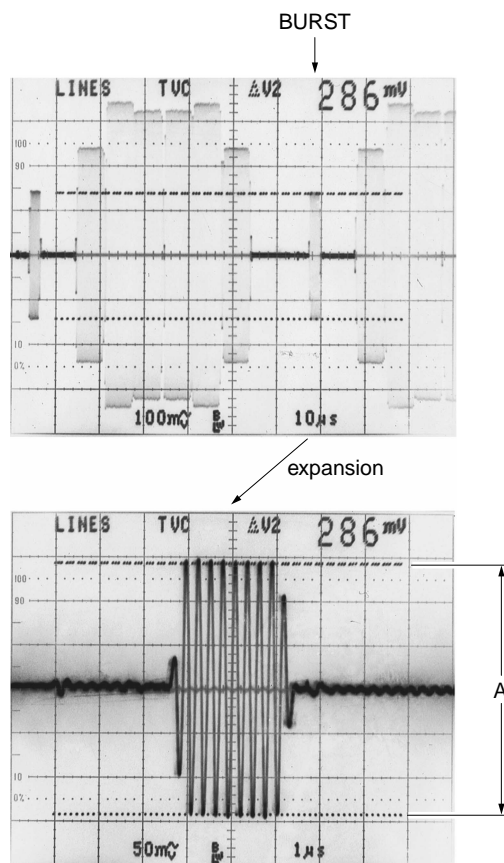 BURST
LINES TVC ΔV2 286mV
100
90
10
0%
100mV 10µs
expansion
LINES TVC ΔV2 286mV
100
90
A
10
0%
50mV 1µs